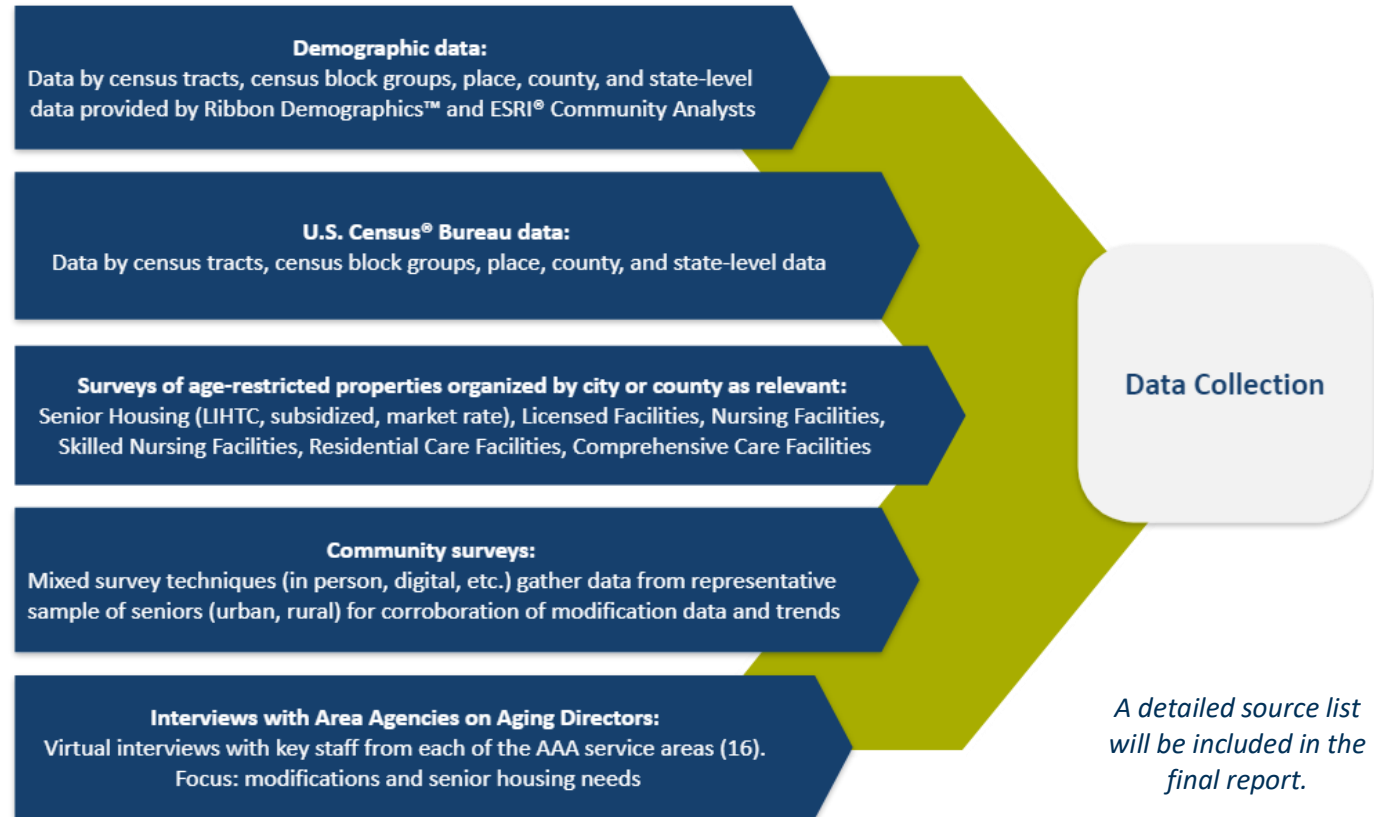 Demographic data:
Data by census tracts, census block groups, place, county, and state-level
data provided by Ribbon Demographics™ and ESRI® Community Analysts
U.S. Census® Bureau data:
Data by census tracts, census block groups, place, county, and state-level data
Surveys of age-restricted properties organized by city or county as relevant:
Senior Housing (LIHTC, subsidized, market rate), Licensed Facilities, Nursing Facilities,
Skilled Nursing Facilities, Residential Care Facilities, Comprehensive Care Facilities
Community surveys:
Mixed survey techniques (in person, digital, etc.) gather data from representative
sample of seniors (urban, rural) for corroboration of modification data and trends
Interviews with Area Agencies on Aging Directors:
Virtual interviews with key staff from each of the AAA service areas (16).
Focus: modifications and senior housing needs
Data Collection
A detailed source list
will be included in the
final report.